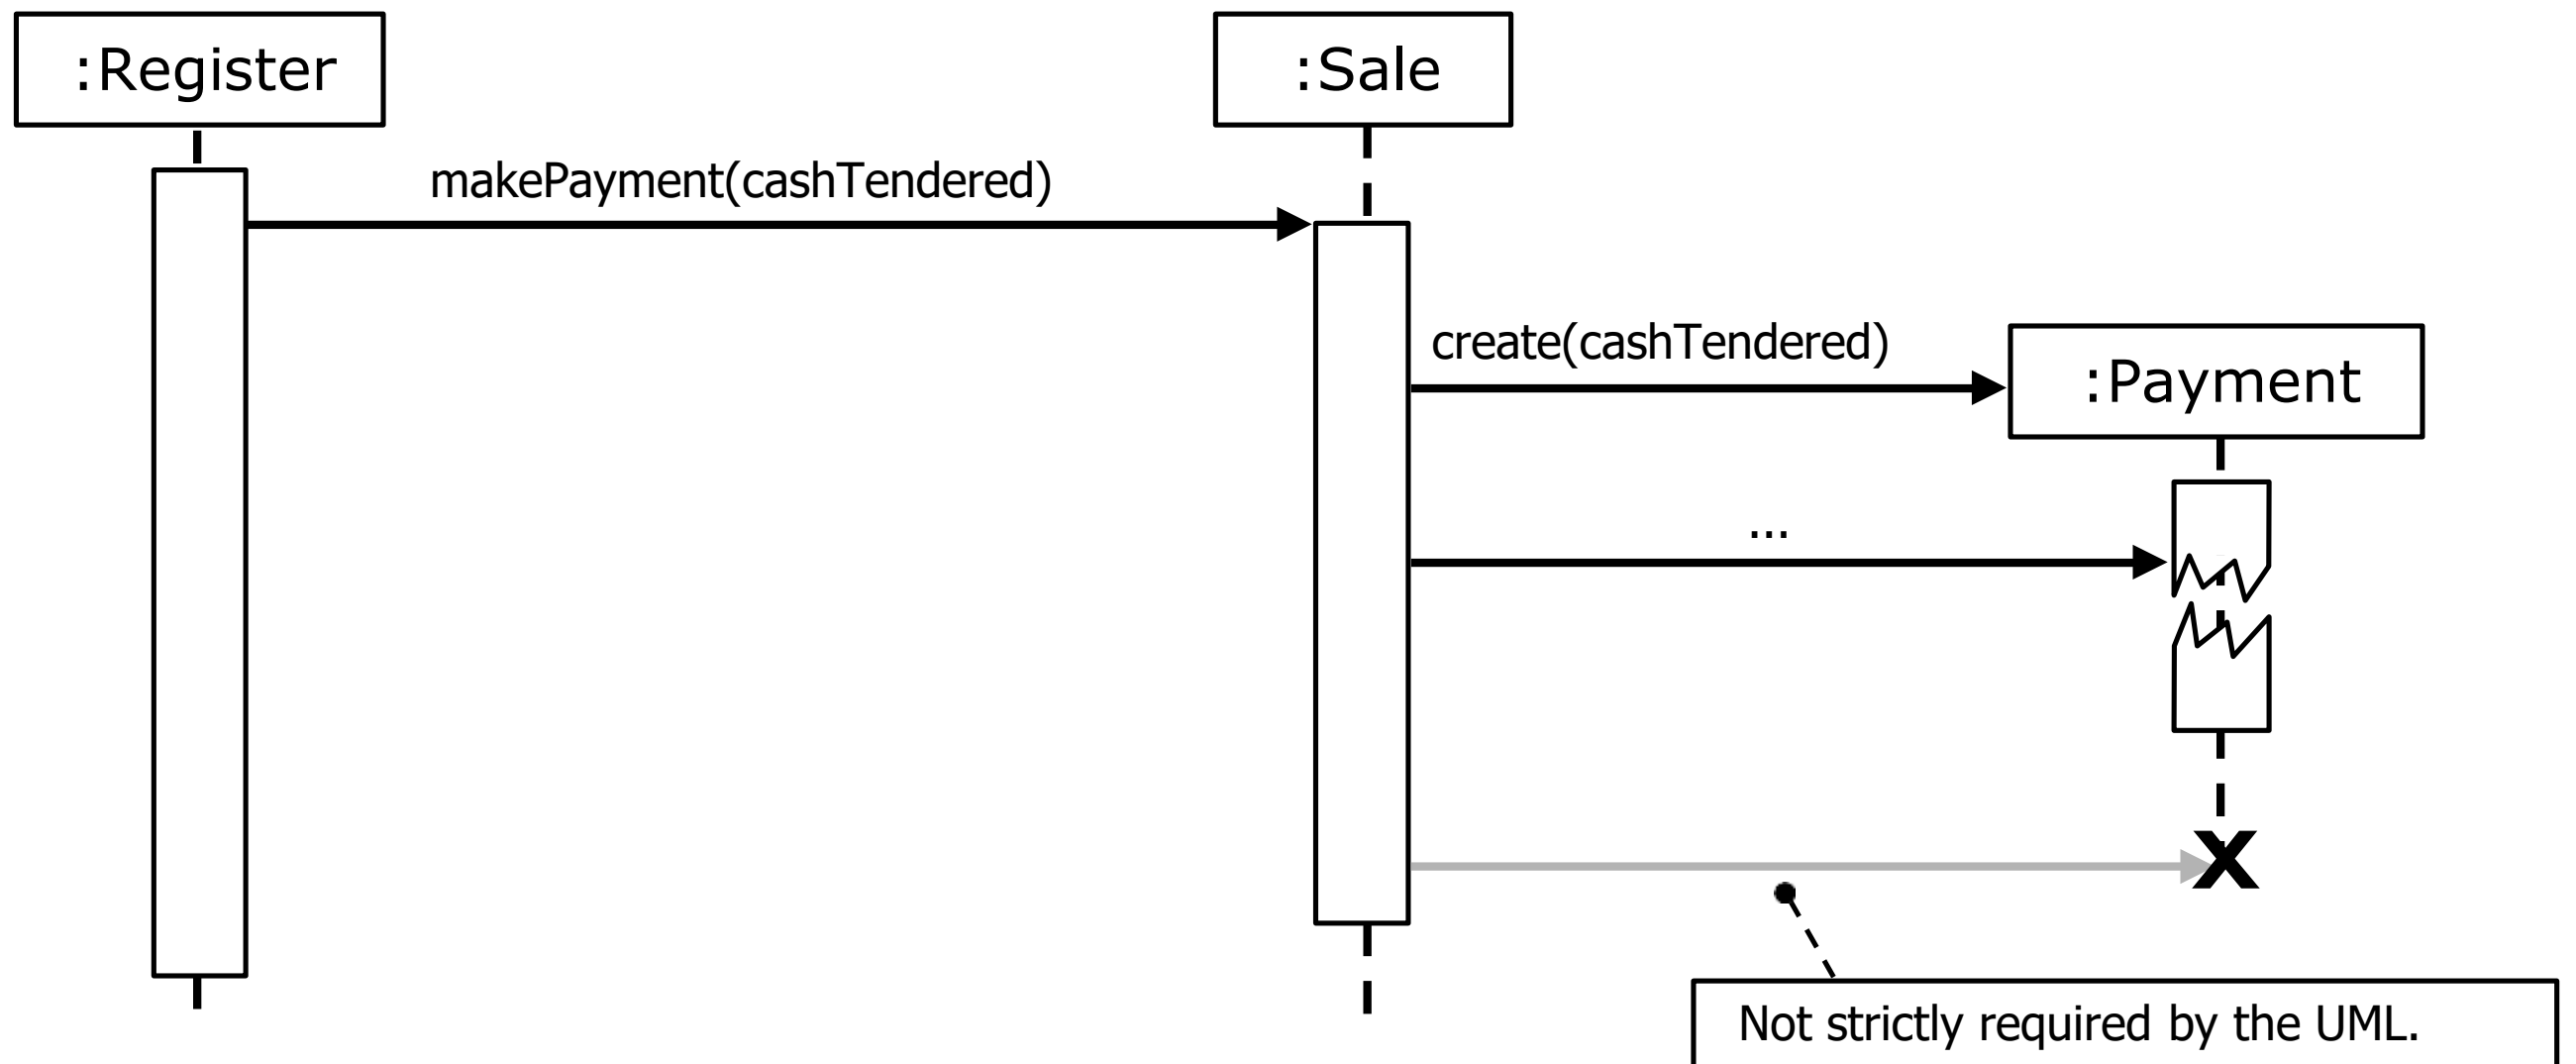 :Register
:Sale
makePayment(cashTendered)
create(cashTendered)
:Payment
...
X
Not strictly required by the UML.